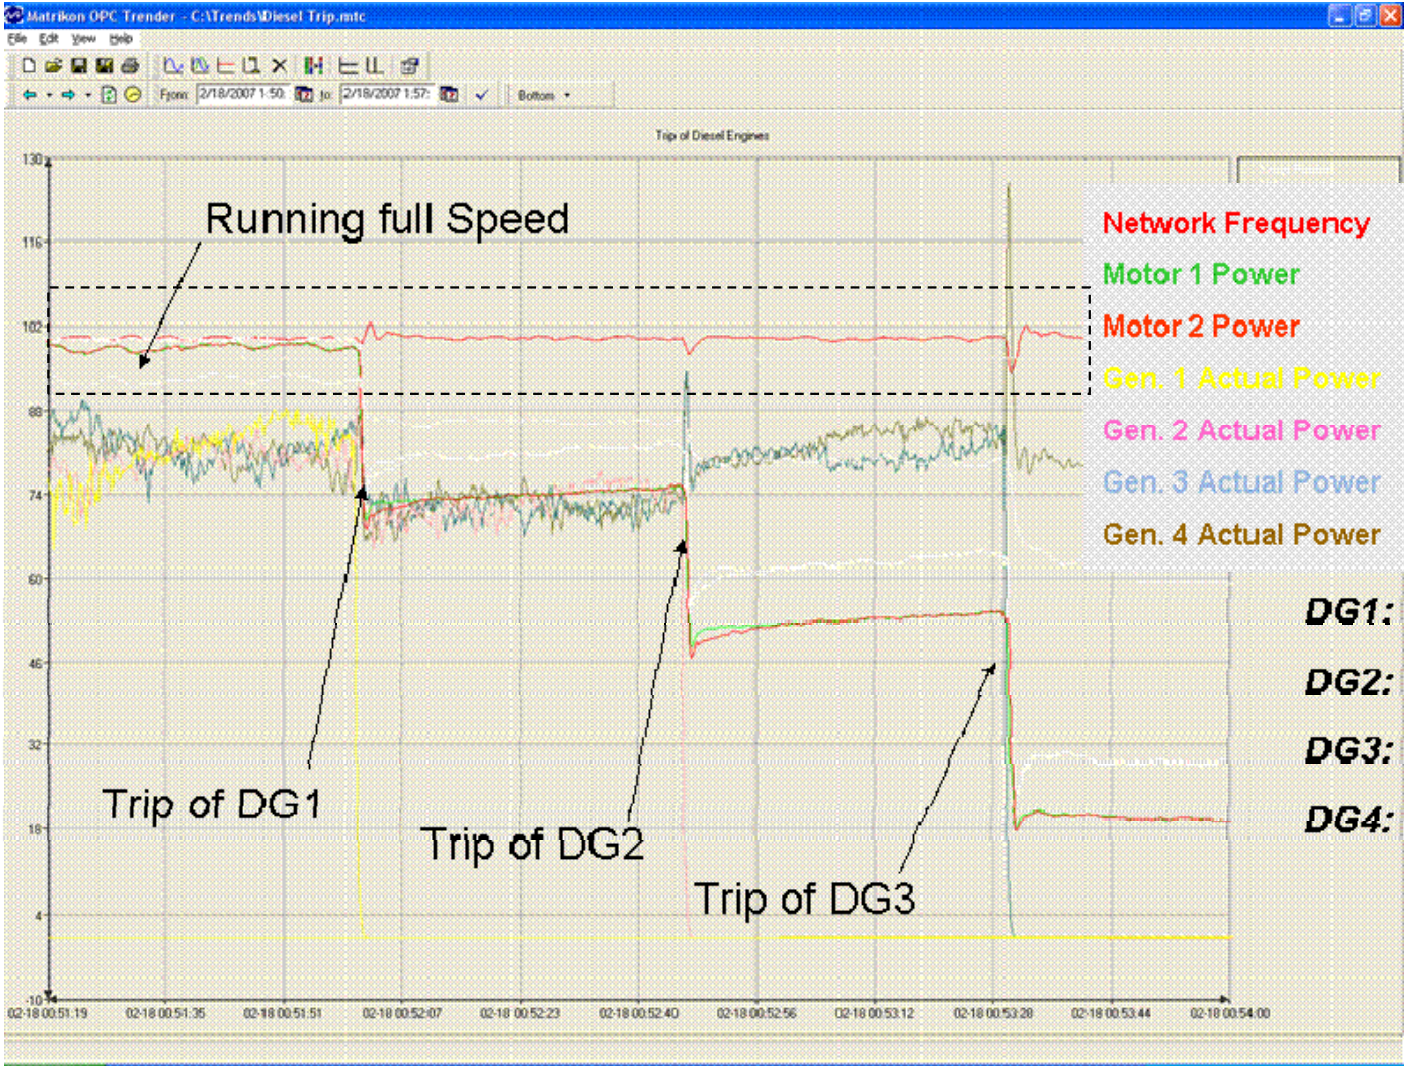 Matrikon OPC Trender - C:\Trends\Diesel Trip.mtc
File Edit View Help
From: 2/18/2007 1:50: to: 2/18/2007 1:57: Bottom
Trip of Diesel Engines
130
116
102
88
74
60
46
32
18
4
-10
Running full Speed
Trip of DG1
Trip of DG2
Trip of DG3
Network Frequency
Motor 1 Power
Motor 2 Power
Gen. 1 Actual Power
Gen. 2 Actual Power
Gen. 3 Actual Power
Gen. 4 Actual Power
DG1:
DG2:
DG3:
DG4:
02-18 00:51:19 02-18 00:51:35 02-18 00:51:51 02-18 00:52:07 02-18 00:52:23 02-18 00:52:40 02-18 00:52:56 02-18 00:53:12 02-18 00:53:28 02-18 00:53:44 02-18 00:54:00